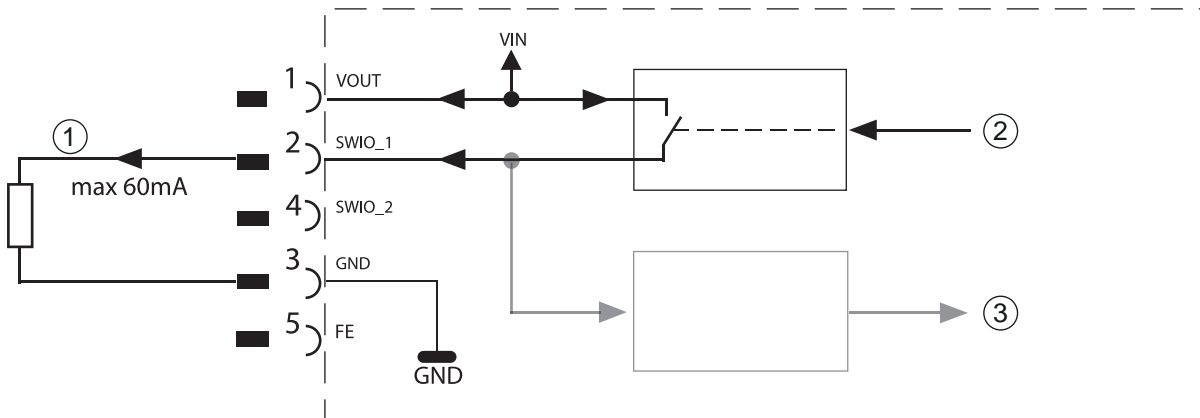 VIN
1 VOUT
①
2 SWIO_1
②
max 60mA
4 SWIO_2
3 GND
③
5 FE
GND